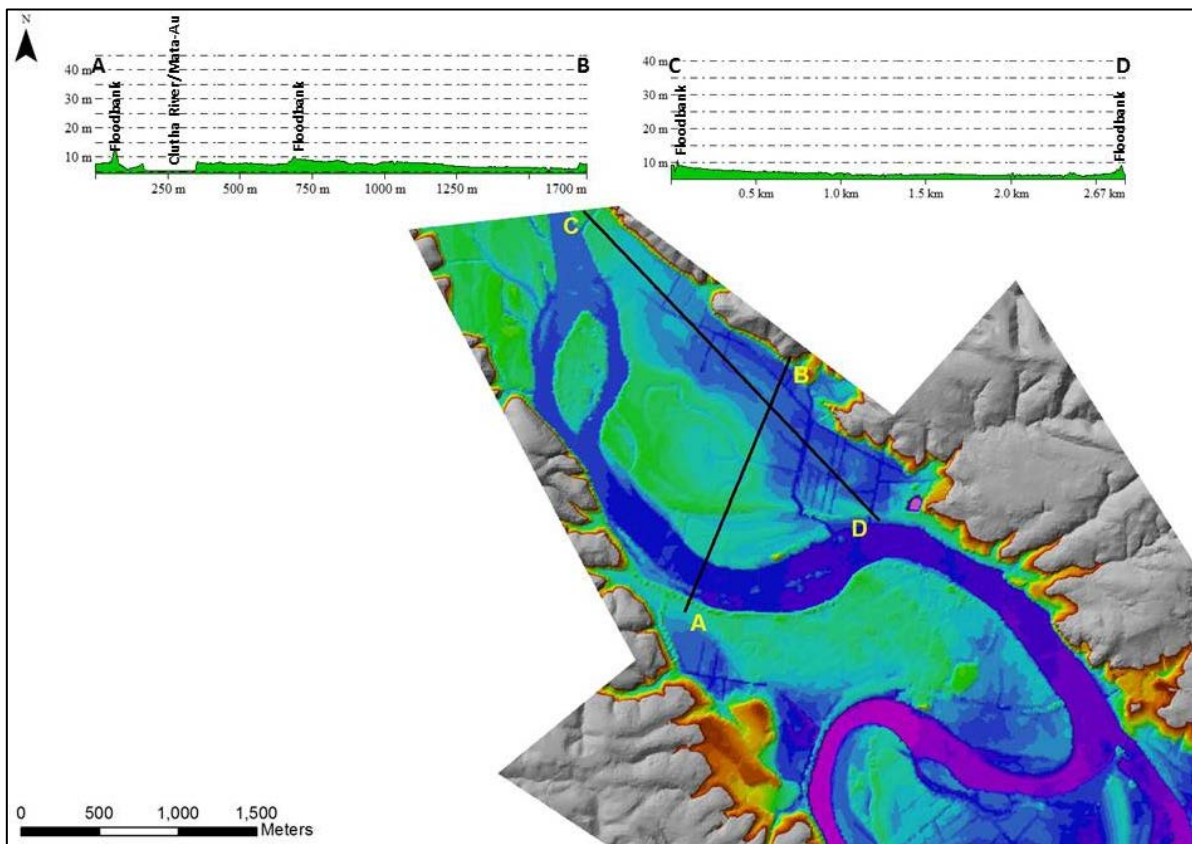 N
A
Floodbank
Clutha River/Mata-Au
Floodbank
B
40 m
30 m
20 m
10 m
250 m 500 m 750 m 1000 m 1250 m 1700 m
C
Floodbank
D
Floodbank
40 m
30 m
20 m
10 m
0.5 km 1.0 km 1.5 km 2.0 km 2.67 km
C
B
D
A
0 500 1,000 1,500
Meters